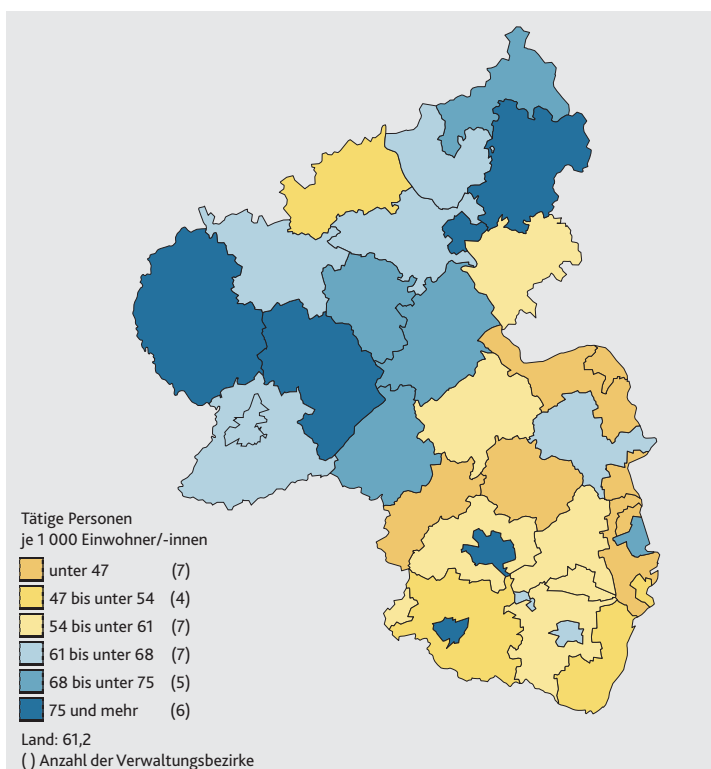 Tätige Personen
je 1 000 Einwohner/-innen
unter 47 (7)
47 bis unter 54 (4)
54 bis unter 61 (7)
61 bis unter 68 (7)
68 bis unter 75 (5)
75 und mehr (6)
Land: 61,2
( ) Anzahl der Verwaltungsbezirke